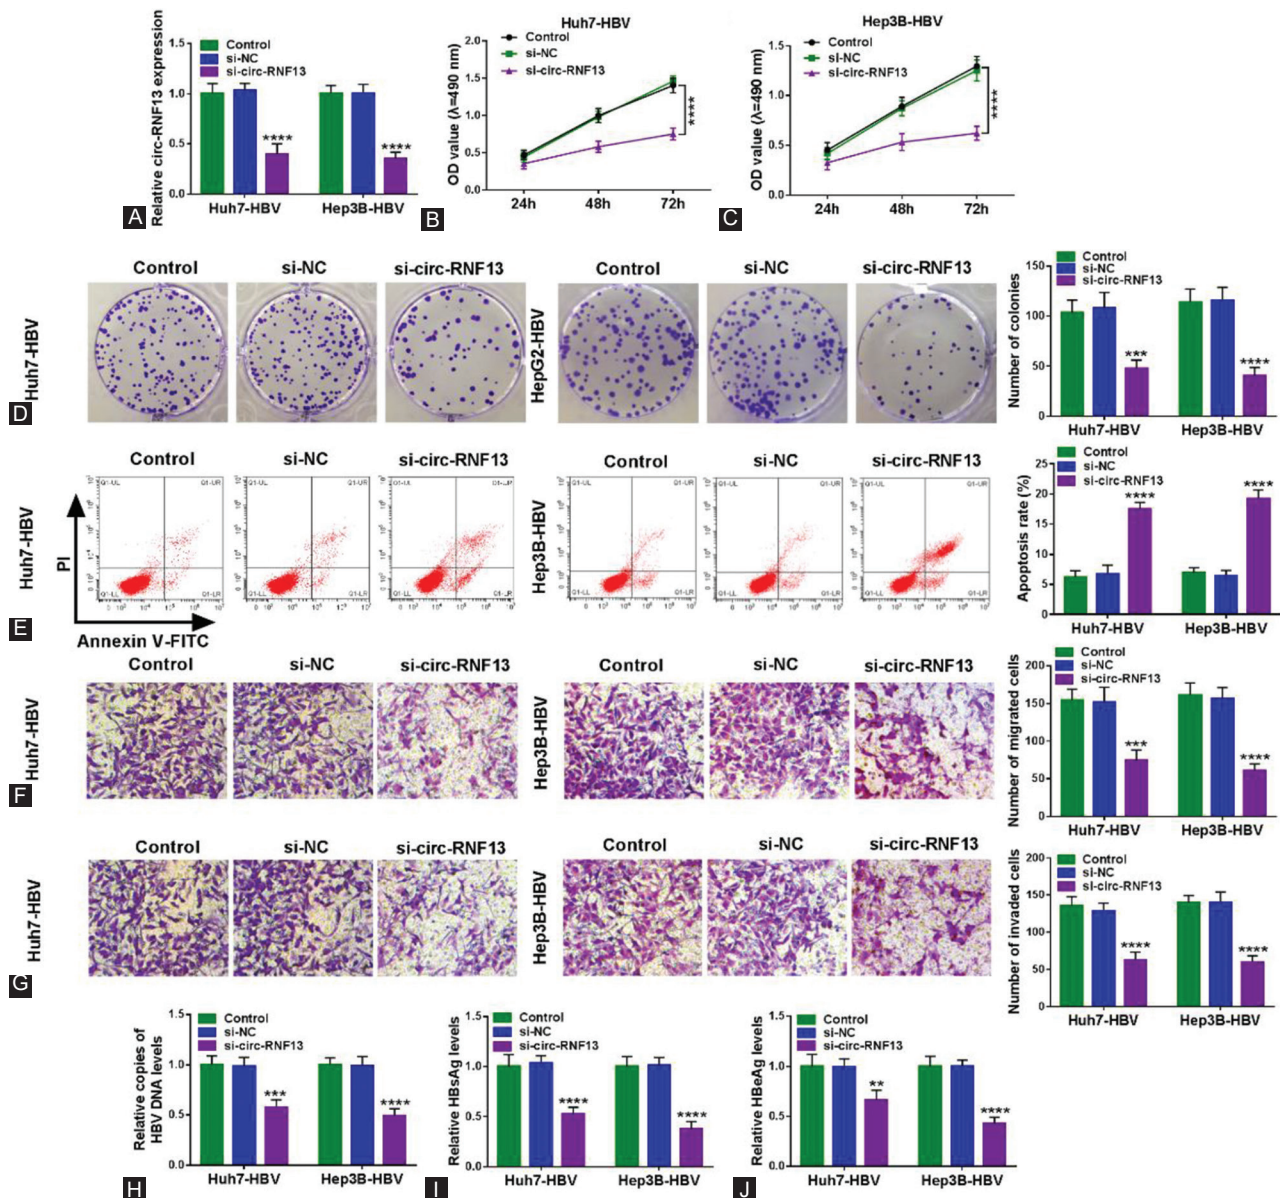 Relative circ-RNF13 expression
1.5
1.0
0.5
0.0
Control
si-NC
si-circ-RNF13
****
****
Huh7-HBV
Hep3B-HBV
A
Huh7-HBV
OD value (λ=490 nm)
2.0
1.5
1.0
0.5
0.0
Control
si-NC
si-circ-RNF13
****
24h
48h
72h
B
Hep3B-HBV
OD value (λ=490 nm)
1.5
1.0
0.5
0.0
Control
si-NC
si-circ-RNF13
****
24h
48h
72h
C
Control
si-NC
si-circ-RNF13
Control
si-NC
si-circ-RNF13
Huh7-HBV
HepG2-HBV
D
Number of colonies
150
100
50
0
Control
si-NC
si-circ-RNF13
***
****
Huh7-HBV
Hep3B-HBV
Control
si-NC
si-circ-RNF13
Control
si-NC
si-circ-RNF13
Huh7-HBV
Hep3B-HBV
PI
Annexin V-FITC
Q1-UL
Q1-UR
Q1-LL
Q1-LR
E
Apoptosis rate (%)
25
20
15
10
5
0
Control
si-NC
si-circ-RNF13
****
****
Huh7-HBV
Hep3B-HBV
Control
si-NC
si-circ-RNF13
Control
si-NC
si-circ-RNF13
Huh7-HBV
Hep3B-HBV
F
Number of migrated cells
200
150
100
50
0
Control
si-NC
si-circ-RNF13
***
****
Huh7-HBV
Hep3B-HBV
Control
si-NC
si-circ-RNF13
Control
si-NC
si-circ-RNF13
Huh7-HBV
Hep3B-HBV
G
Number of invaded cells
200
150
100
50
0
Control
si-NC
si-circ-RNF13
****
****
Huh7-HBV
Hep3B-HBV
Relative copies of
HBV DNA levels
1.5
1.0
0.5
0.0
Control
si-NC
si-circ-RNF13
***
****
Huh7-HBV
Hep3B-HBV
H
Relative HBsAg levels
1.5
1.0
0.5
0.0
Control
si-NC
si-circ-RNF13
****
****
Huh7-HBV
Hep3B-HBV
I
Relative HBeAg levels
1.5
1.0
0.5
0.0
Control
si-NC
si-circ-RNF13
**
****
Huh7-HBV
Hep3B-HBV
J